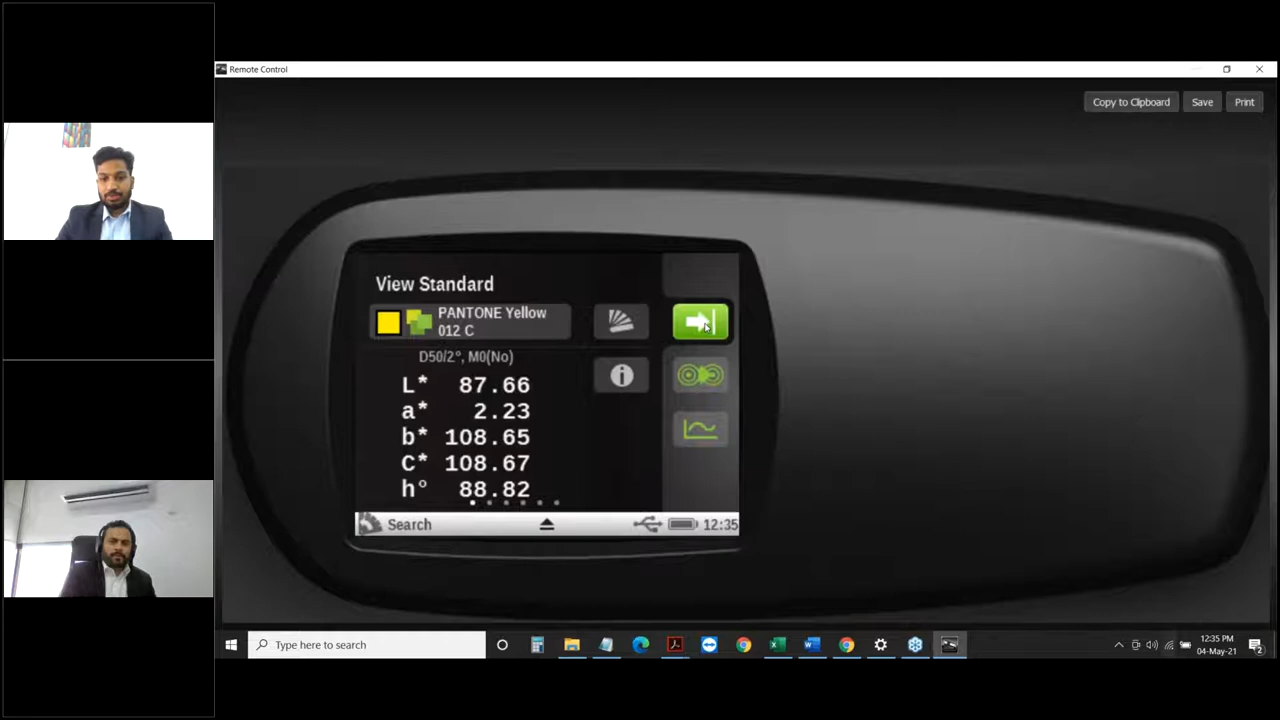 Remote Control
Copy to Clipboard
Save
Print
View Standard
PANTONE Yellow
012 C
D50/2°, M0(No)
L* 87.66
a* 2.23
b* 108.65
C* 108.67
h° 88.82
Search
12:35
Type here to search
12:35 PM
04-May-21
2